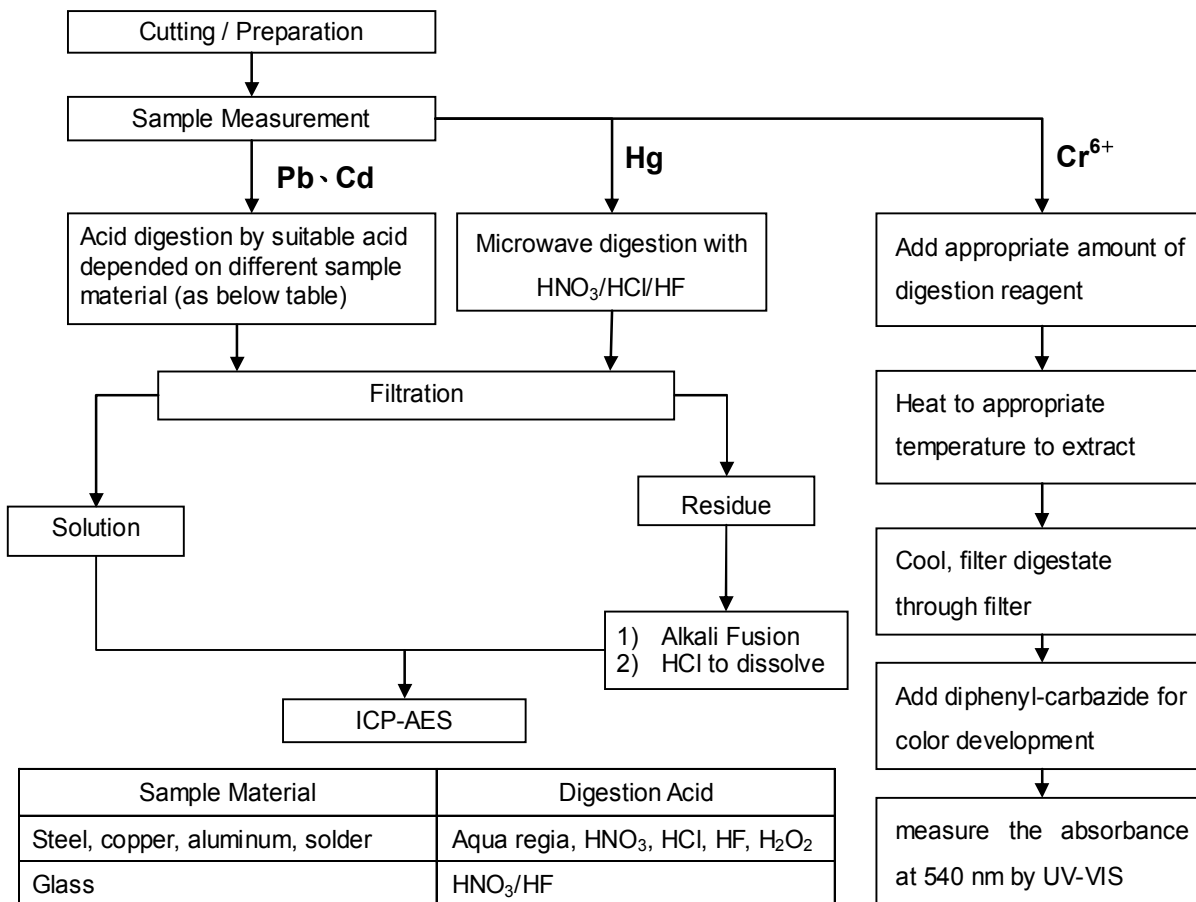 Cutting / Preparation
Sample Measurement
Pb、Cd
Hg
Cr⁶⁺
Acid digestion by suitable acid
depended on different sample
material (as below table)
Microwave digestion with
HNO₃/HCl/HF
Add appropriate amount of
digestion reagent
Filtration
Heat to appropriate
temperature to extract
Solution
Residue
Cool, filter digestate
through filter
1) Alkali Fusion
2) HCl to dissolve
ICP-AES
Add diphenyl-carbazide for
color development
measure the absorbance
at 540 nm by UV-VIS
Sample Material Digestion Acid
Steel, copper, aluminum, solder Aqua regia, HNO₃, HCl, HF, H₂O₂
Glass HNO₃/HF